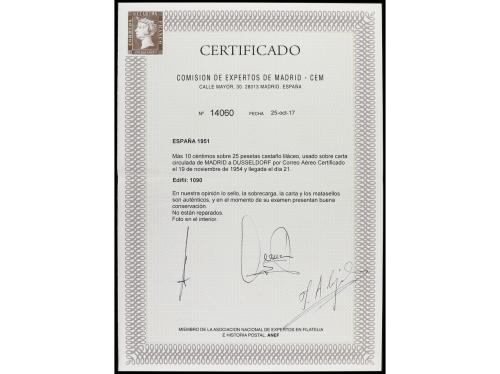 CERTIFICADO
COMISION DE EXPERTOS DE MADRID - CEM
CALLE MAYOR, 30. 28013 MADRID. ESPAÑA
Nº 14060 FECHA 25-oct-17
ESPAÑA 1951
Más 10 céntimos sobre 25 pesetas castaño liláceo, usado sobre carta
circulada de MADRID a DUSSELDORF por Correo Aéreo Certificado
el 19 de noviembre de 1954 y llegada el día 21.
Edifil: 1090
En nuestra opinión lo sello, la sobrecarga, la carta y los matasellos
son auténticos, y en el momento de su examen presentan buena
conservación.
No están reparados.
Foto en el interior.
MIEMBRO DE LA ASOCIACION NACIONAL DE EXPERTOS EN FILATELIA
E HISTORIA POSTAL. ANEF